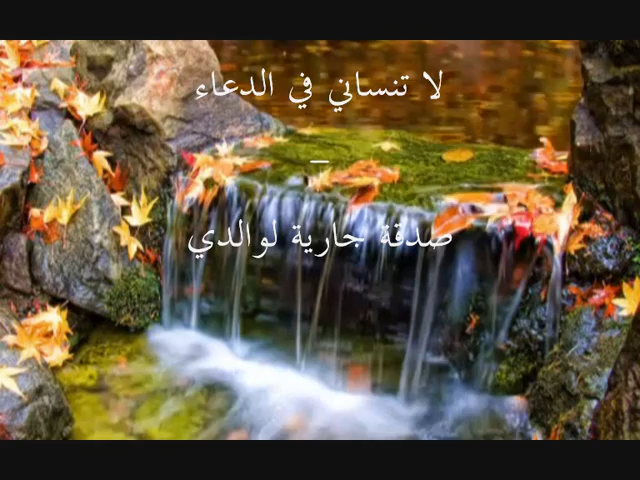 لا تنساني في الدعاء
_
صدقة جارية لوالدي